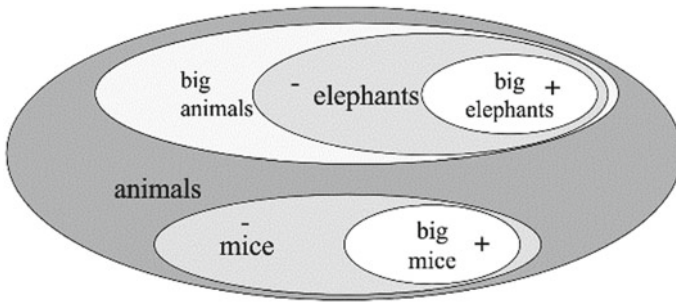 big
animals
- elephants
big +
elephants
animals
-
mice
big
mice +